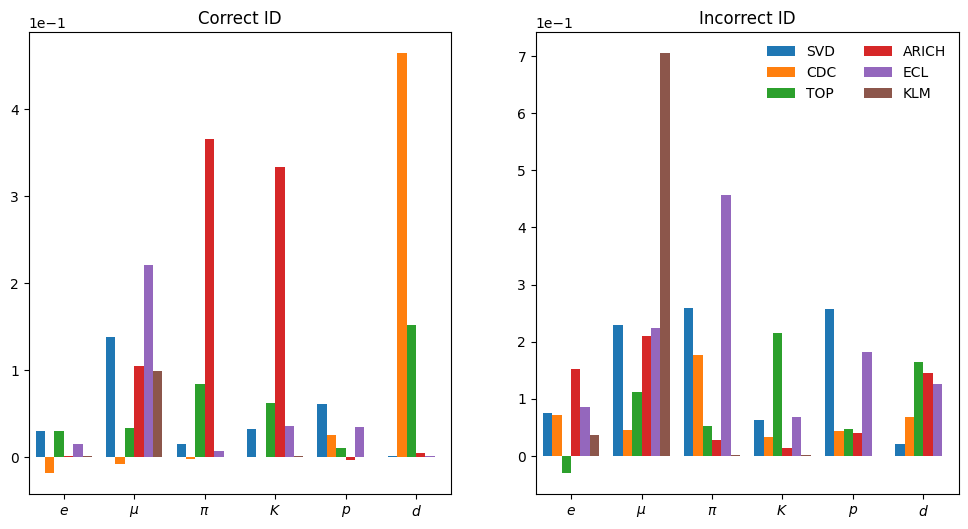 Correct ID
1e−1
4
3
2
1
0
e μ π K p d
Incorrect ID
1e−1
7
6
5
4
3
2
1
0
SVD ARICH
CDC ECL
TOP KLM
e μ π K p d